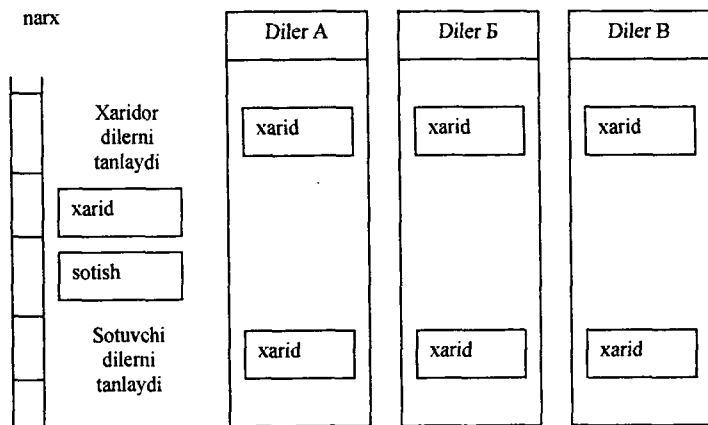 narx
Diler A
Diler Б
Diler B
Xaridor
dilerni
tanlaydi
xarid
xarid
xarid
xarid
sotish
Sotuvchi
dilerni
tanlaydi
xarid
xarid
xarid